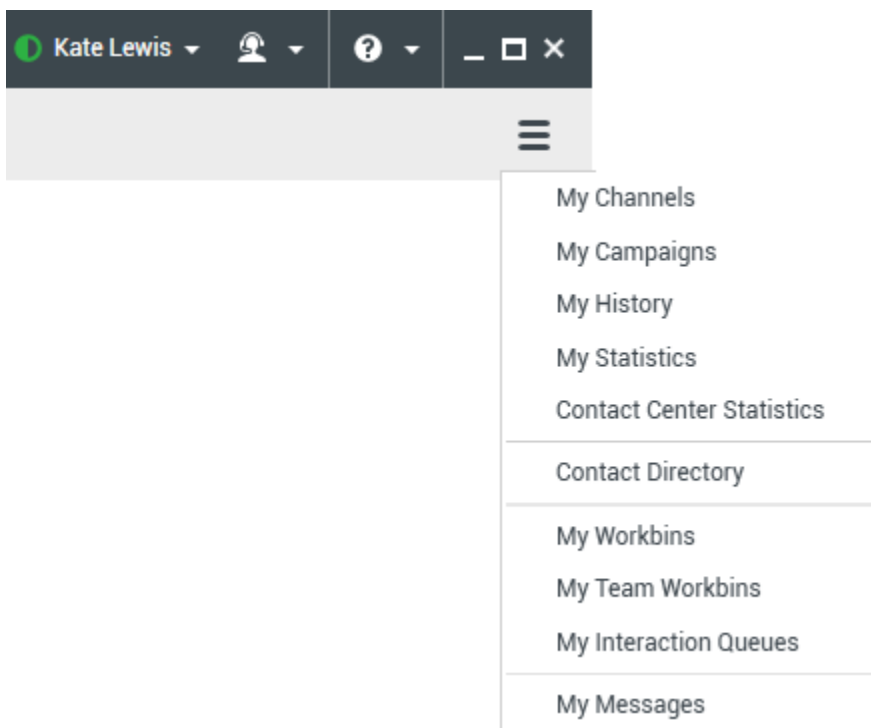 Kate Lewis
My Channels
My Campaigns
My History
My Statistics
Contact Center Statistics
Contact Directory
My Workbins
My Team Workbins
My Interaction Queues
My Messages